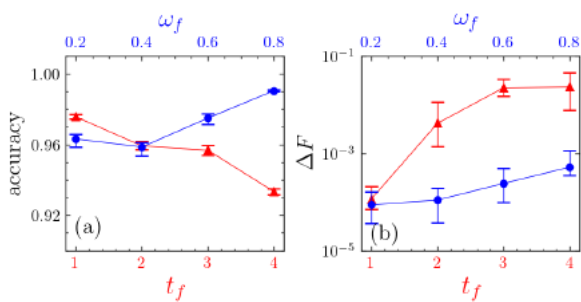 ω_f
0.2 0.4 0.6 0.8
1.00
0.96
0.92
accuracy
(a)
1 2 3 4
t_f
ω_f
0.2 0.4 0.6 0.8
10⁻¹
10⁻³
10⁻⁵
ΔF
(b)
1 2 3 4
t_f